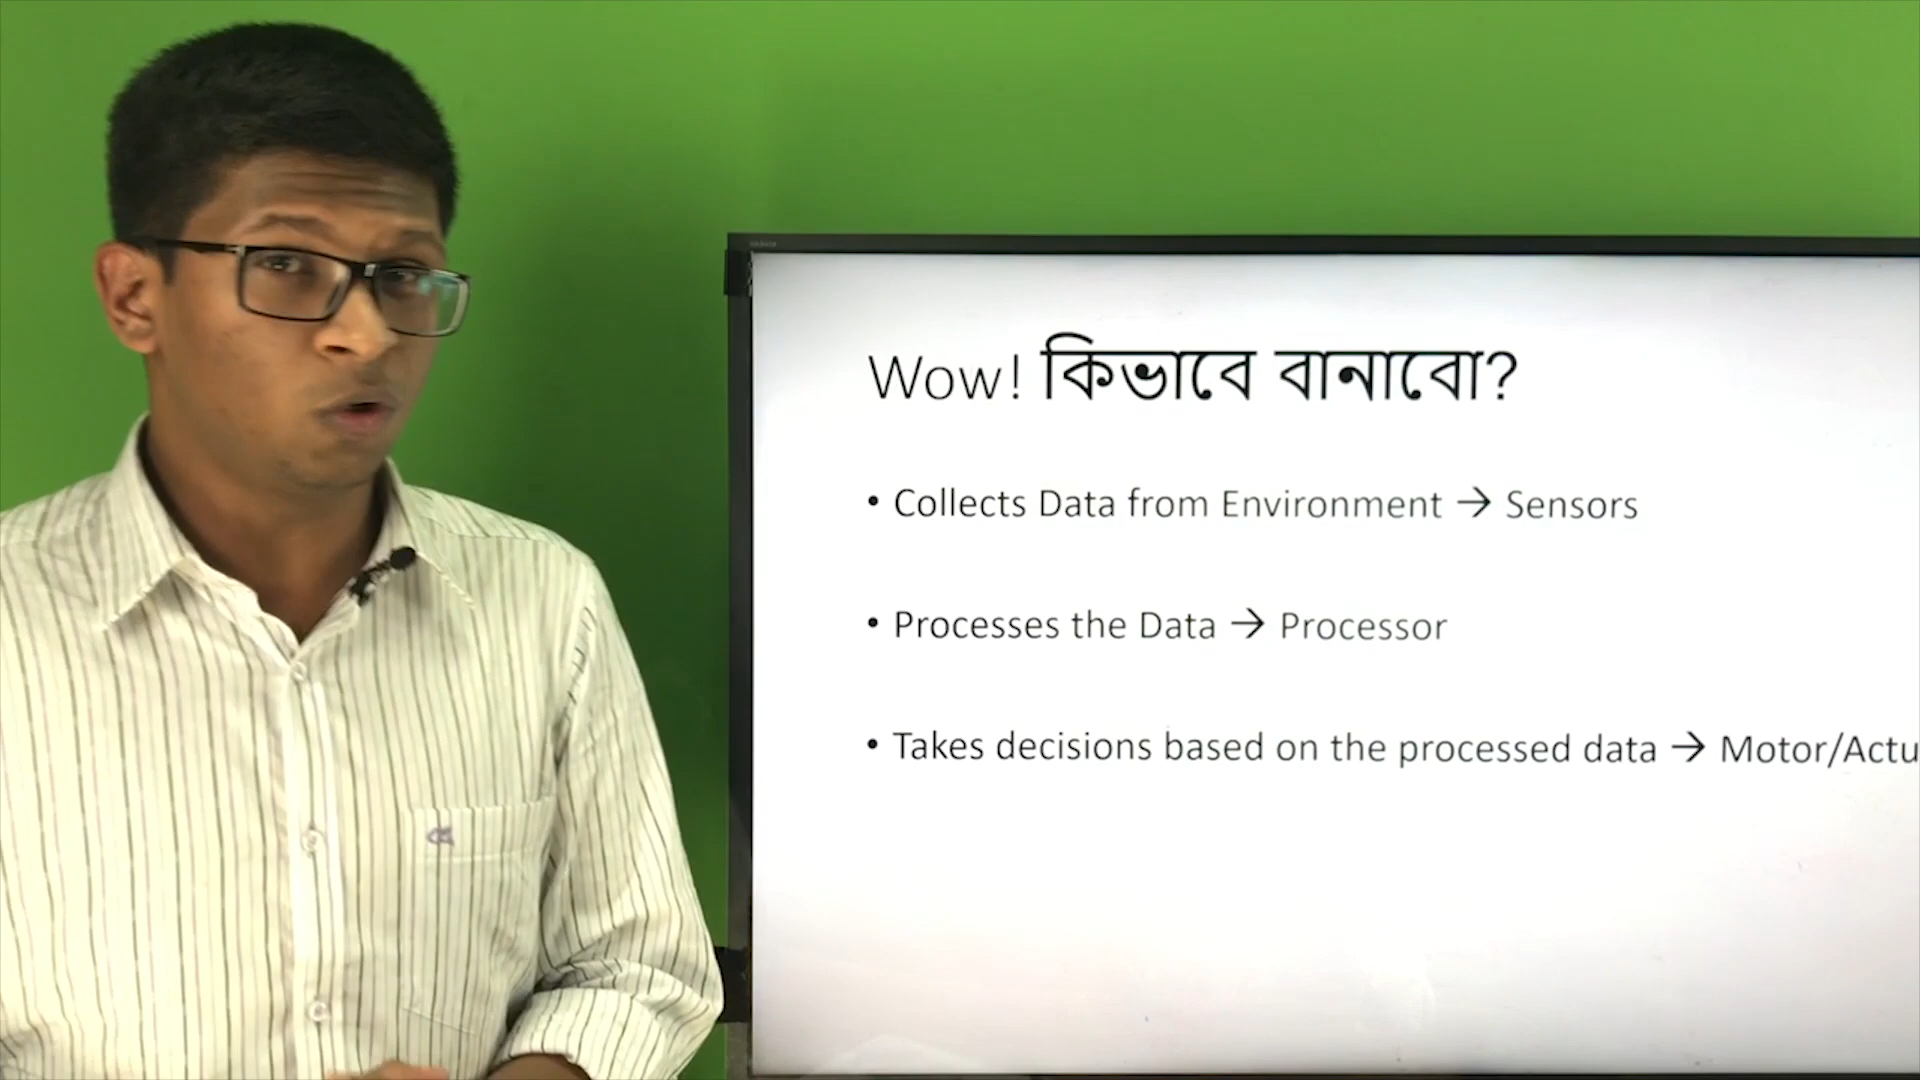 Wow! কিভাবে বানাবো?
• Collects Data from Environment → Sensors
• Processes the Data → Processor
• Takes decisions based on the processed data → Motor/Actu